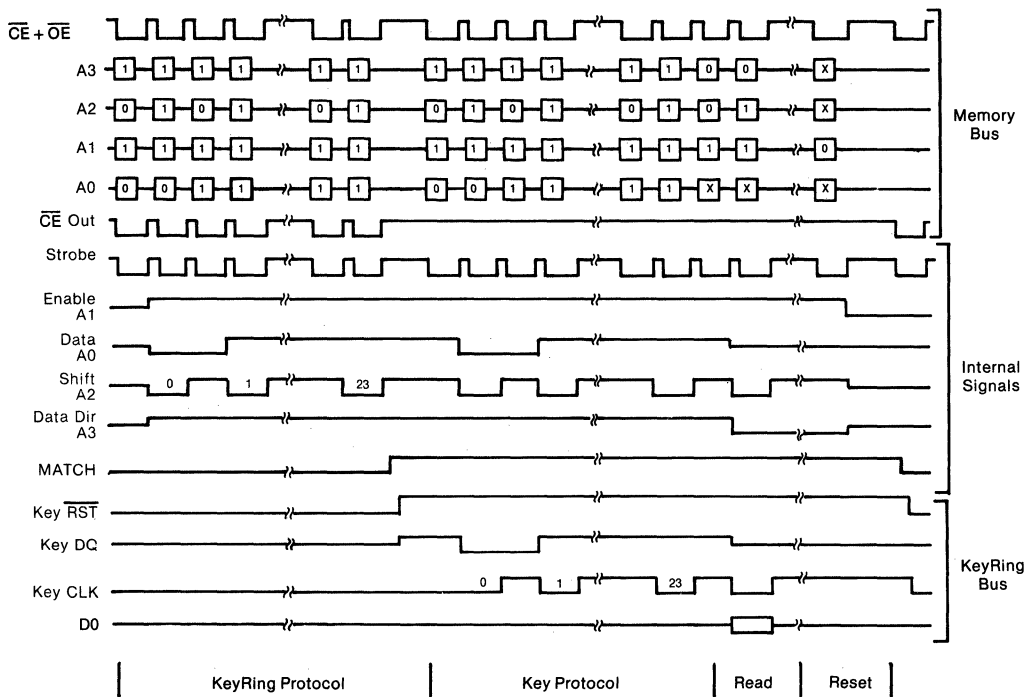 CE + OE
A3 1 1 1 1 1 1 1 1 1 1 1 1 0 0 X
A2 0 1 0 1 0 1 0 1 0 1 0 1 0 1 X
A1 1 1 1 1 1 1 1 1 1 1 1 1 1 1 0
A0 0 0 1 1 1 1 0 0 1 1 1 1 X X X
CE Out
Memory
Bus
Strobe
Enable
A1
Data
A0
Shift
A2
0 1 23
Data Dir
A3
MATCH
Internal
Signals
Key RST
Key DQ
Key CLK
0 1 23
D0
KeyRing
Bus
KeyRing Protocol
Key Protocol
Read
Reset